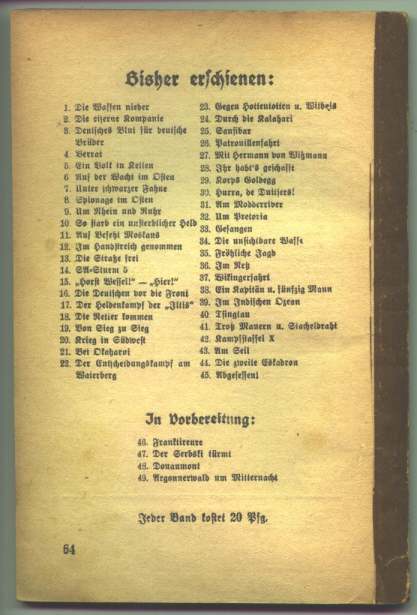 Bisher erschienen:
1. Die Waffen nieder
2. Die eiserne Kompanie
3. Deutsches Blut für deutsche
Brüder
4. Verrat
5. Ein Volk in Ketten
6. Auf der Wacht im Osten
7. Unter schwarzer Fahne
8. Spionage im Osten
9. Um Rhein und Ruhr
10. So starb ein unsterblicher Held
11. Auf Befehl Moskaus
12. Im Handstreich genommen
13. Die Straße frei
14. SA-Sturm 5
15. „Horst Wessel!“ — „Hier!“
16. Die Deutschen vor die Front
17. Der Heldenkampf der „Iltis“
18. Die Retter kommen
19. Von Sieg zu Sieg
20. Krieg in Südwest
21. Bei Okaharvi
22. Der Entscheidungskampf am
Waterberg
23. Gegen Hottentotten u. Witbojs
24. Durch die Kalahari
25. Sansibar
26. Patrouillenfahrt
27. Mit Hermann von Wißmann
28. Ihr habt's geschafft
29. Korps Goldegg
30. Hurra, de Dütsers!
31. Am Modderriver
32. Um Pretoria
33. Gefangen
34. Die unsichtbare Waffe
35. Fröhliche Jagd
36. Im Netz
37. Wikingerfahrt
38. Ein Kapitän u. fünfzig Mann
39. Im Indischen Ozean
40. Tsingtau
41. Trotz Mauern u. Stacheldraht
42. Kampfstaffel X
43. Am Seil
44. Die zweite Eskadron
45. Abgesessen!
In Vorbereitung:
46. Franktireure
47. Der Serbski türmt
48. Douaumont
49. Argonnerwald um Mitternacht
Jeder Band kostet 20 Pfg.
64